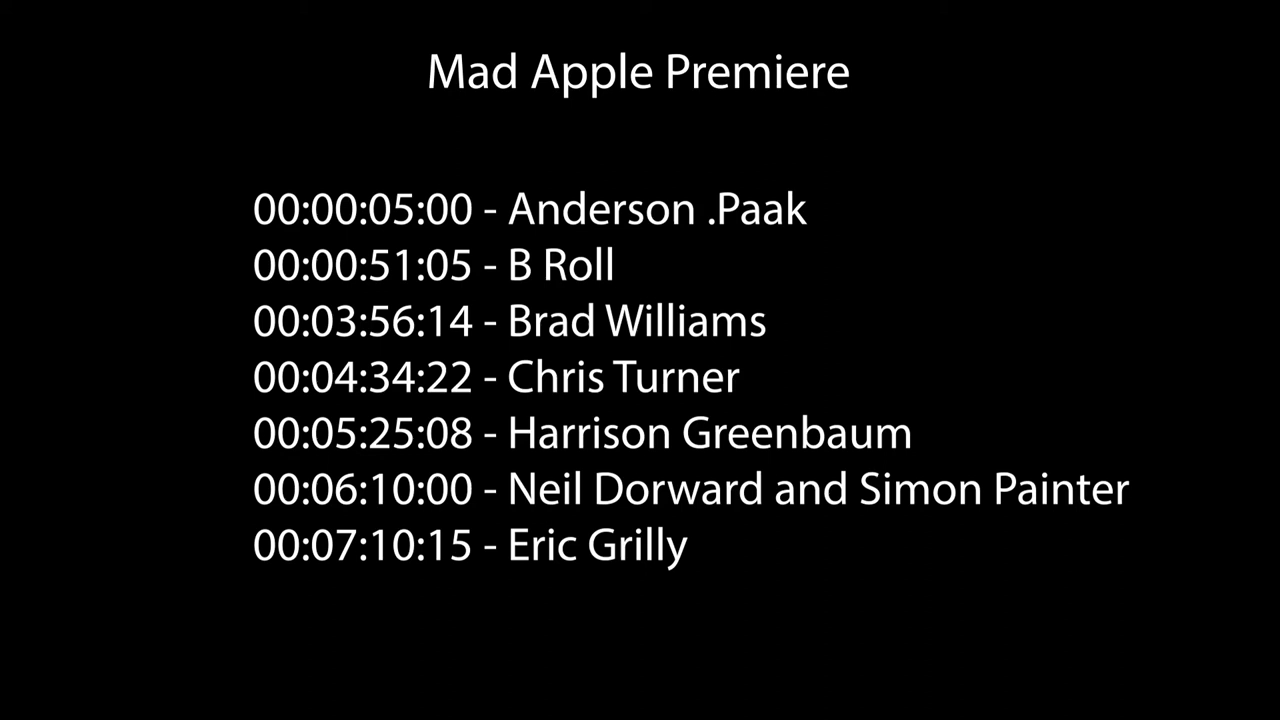 Mad Apple Premiere
00:00:05:00 - Anderson .Paak
00:00:51:05 - B Roll
00:03:56:14 - Brad Williams
00:04:34:22 - Chris Turner
00:05:25:08 - Harrison Greenbaum
00:06:10:00 - Neil Dorward and Simon Painter
00:07:10:15 - Eric Grilly